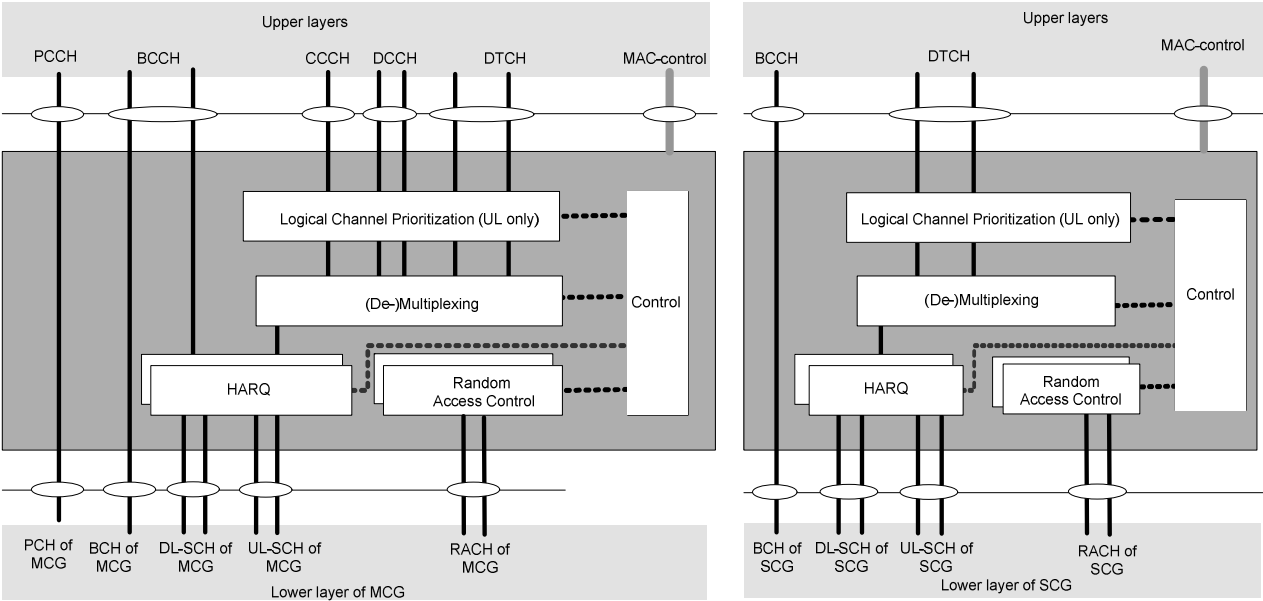 Upper layers
PCCH
BCCH
CCCH
DCCH
DTCH
MAC-control
Logical Channel Prioritization (UL only)
(De-)Multiplexing
Control
HARQ
Random
Access Control
PCH of
MCG
BCH of
MCG
DL-SCH of
MCG
UL-SCH of
MCG
RACH of
MCG
Lower layer of MCG
Upper layers
BCCH
DTCH
MAC-control
Logical Channel Prioritization (UL only)
(De-)Multiplexing
Control
HARQ
Random
Access Control
BCH of
SCG
DL-SCH of
SCG
UL-SCH of
SCG
RACH of
SCG
Lower layer of SCG